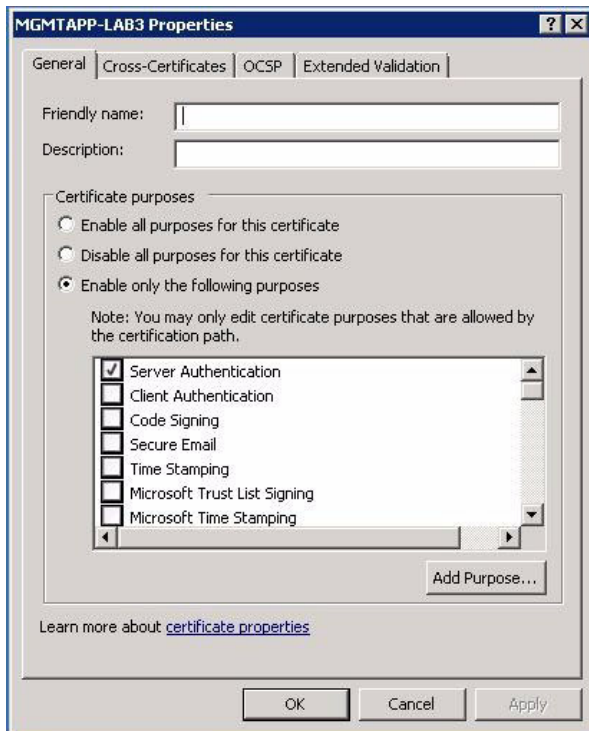 MGMTAPP-LAB3 Properties
General Cross-Certificates OCSP Extended Validation
Friendly name:
Description:
Certificate purposes
Enable all purposes for this certificate
Disable all purposes for this certificate
Enable only the following purposes
Note: You may only edit certificate purposes that are allowed by
the certification path.
Server Authentication
Client Authentication
Code Signing
Secure Email
Time Stamping
Microsoft Trust List Signing
Microsoft Time Stamping
Add Purpose...
Learn more about certificate properties
OK Cancel Apply